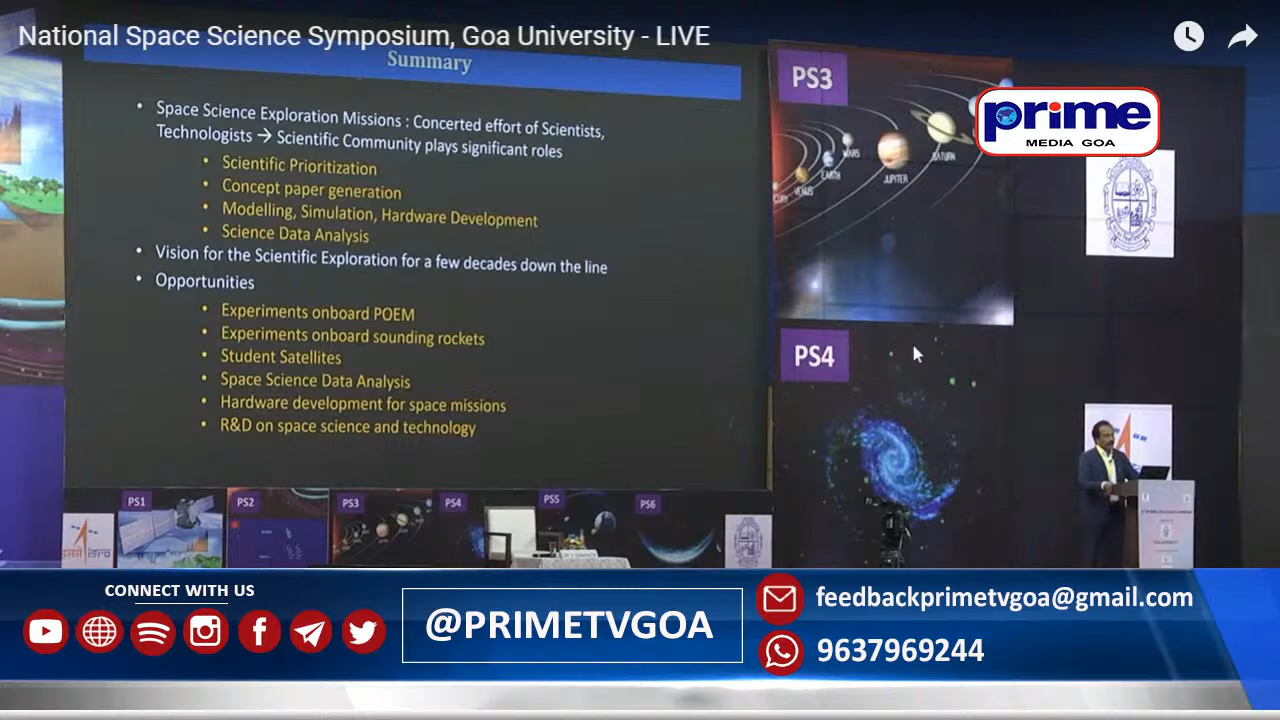 National Space Science Symposium, Goa University - LIVE
Summary
• Space Science Exploration Missions : Concerted effort of Scientists,
Technologists → Scientific Community plays significant roles
• Scientific Prioritization
• Concept paper generation
• Modelling, Simulation, Hardware Development
• Science Data Analysis
• Vision for the Scientific Exploration for a few decades down the line
• Opportunities
• Experiments onboard POEM
• Experiments onboard sounding rockets
• Student Satellites
• Space Science Data Analysis
• Hardware development for space missions
• R&D on space science and technology
PS3
MARS
EARTH
VENUS
CURY
JUPITER
SATURN
prime
MEDIA GOA
PS4
PS1
PS2
PS3
PS4
PS5
PS6
इसरो isro
CONNECT WITH US
@PRIMETVGOA
feedbackprimetvgoa@gmail.com
9637969244